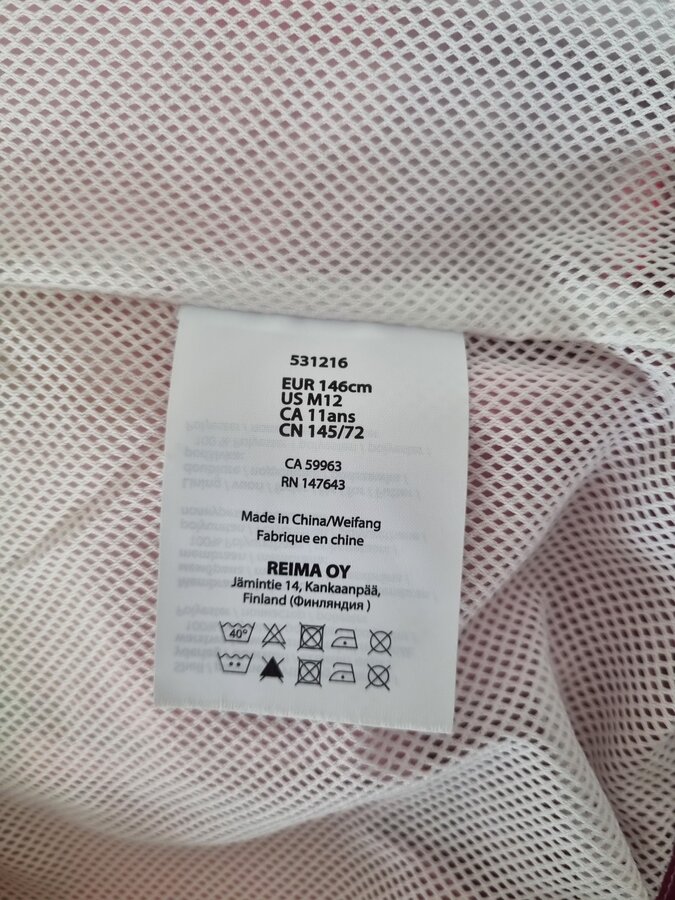 531216
EUR 146cm
US M12
CA 11ans
CN 145/72
CA 59963
RN 147643
Made in China/Weifang
Fabrique en chine
REIMA OY
Jämintie 14, Kankaanpää,
Finland (Финляндия )
40°